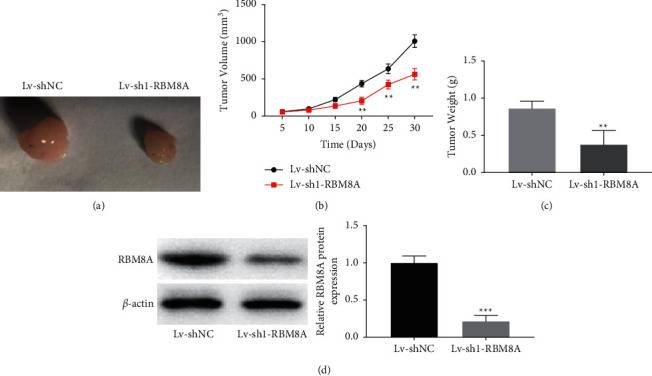 Lv-shNC Lv-sh1-RBM8A
(a)
Tumor Volume (mm³)
1500
1000
500
0
5 10 15 20 25 30
** ** **
Time (Days)
Lv-shNC
Lv-sh1-RBM8A
(b)
Tumor Weight (g)
1.5
1.0
0.5
0.0
**
Lv-shNC Lv-sh1-RBM8A
(c)
RBM8A
β-actin
Lv-shNC Lv-sh1-RBM8A
Relative RBM8A protein
expression
1.5
1.0
0.5
0.0
***
Lv-shNC Lv-sh1-RBM8A
(d)